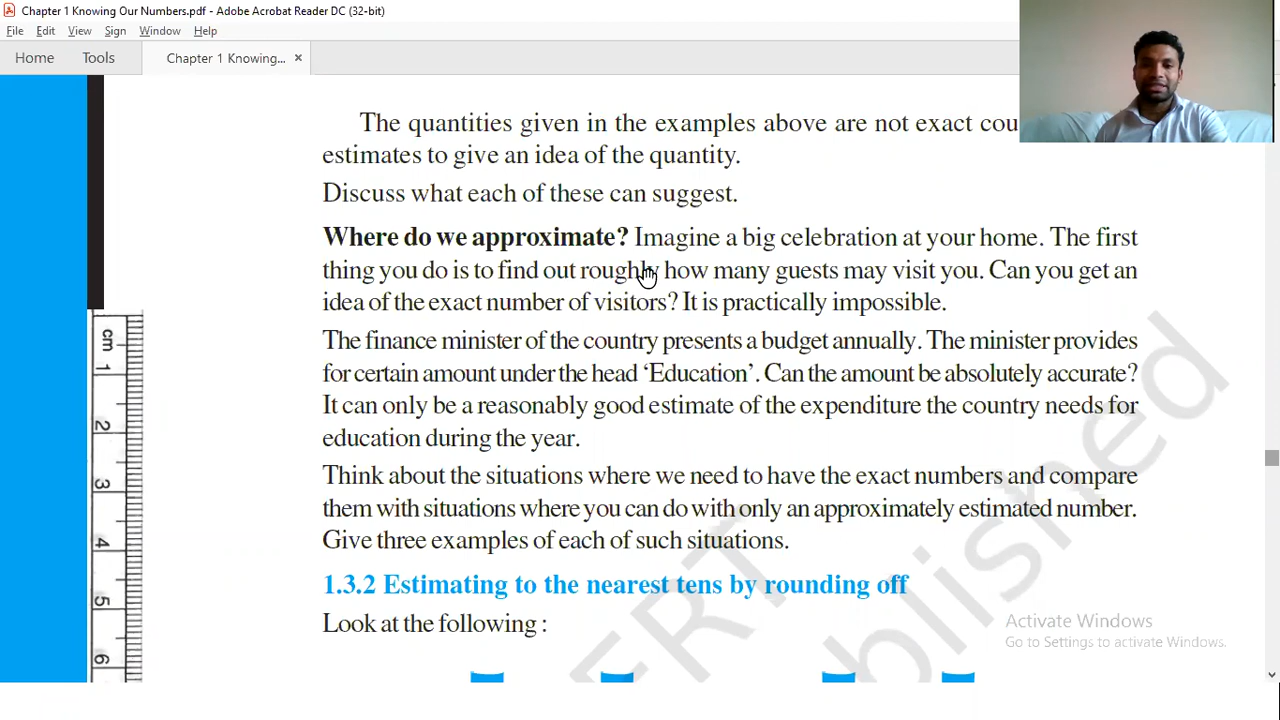 Chapter 1 Knowing Our Numbers.pdf - Adobe Acrobat Reader DC (32-bit)
File Edit View Sign Window Help
Home Tools Chapter 1 Knowing... ×
The quantities given in the examples above are not exact cou
estimates to give an idea of the quantity.
Discuss what each of these can suggest.
Where do we approximate? Imagine a big celebration at your home. The first
thing you do is to find out roughly how many guests may visit you. Can you get an
idea of the exact number of visitors? It is practically impossible.
The finance minister of the country presents a budget annually. The minister provides
for certain amount under the head ‘Education’. Can the amount be absolutely accurate?
It can only be a reasonably good estimate of the expenditure the country needs for
education during the year.
Think about the situations where we need to have the exact numbers and compare
them with situations where you can do with only an approximately estimated number.
Give three examples of each of such situations.
1.3.2 Estimating to the nearest tens by rounding off
Look at the following :
cm
1
2
3
4
5
6
ERT
blished
Activate Windows
Go to Settings to activate Windows.